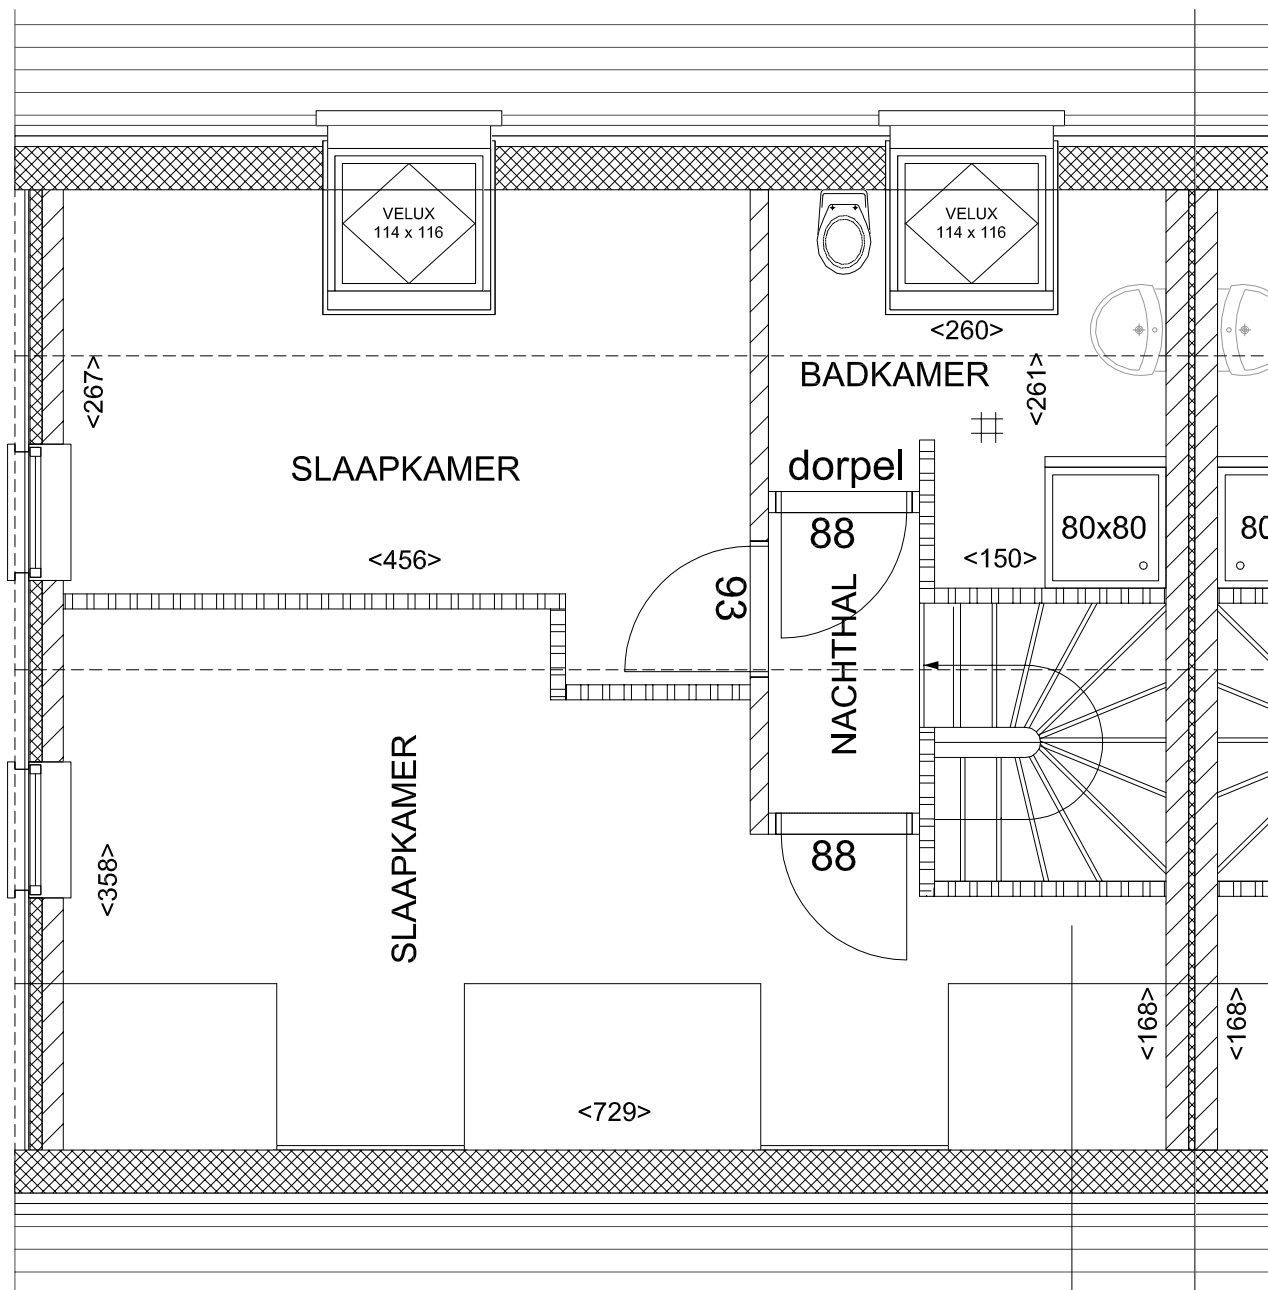 VELUX
114 x 116
VELUX
114 x 116
<260>
<267>
BADKAMER
<261>
SLAAPKAMER
dorpel
88
80x80
80
<456>
<150>
93
NACHTHAL
SLAAPKAMER
88
<358>
<168>
<168>
<729>